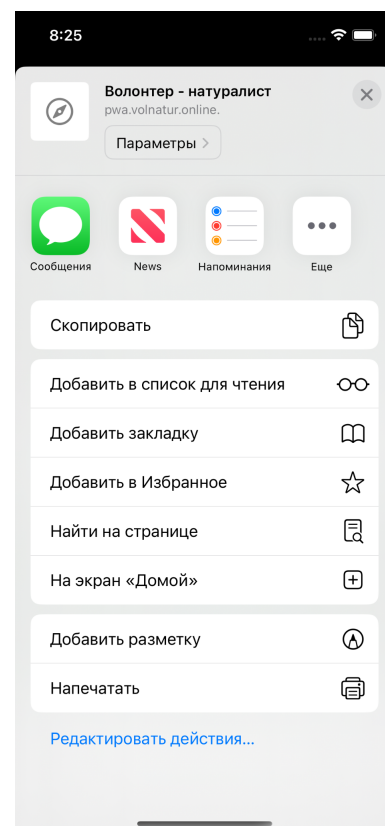 8:25
Волонтер - натуралист
pwa.volnatur.online.
Параметры
Сообщения
News
Напоминания
Еще
Скопировать
Добавить в список для чтения
Добавить закладку
Добавить в Избранное
Найти на странице
На экран «Домой»
Добавить разметку
Напечатать
Редактировать действия...